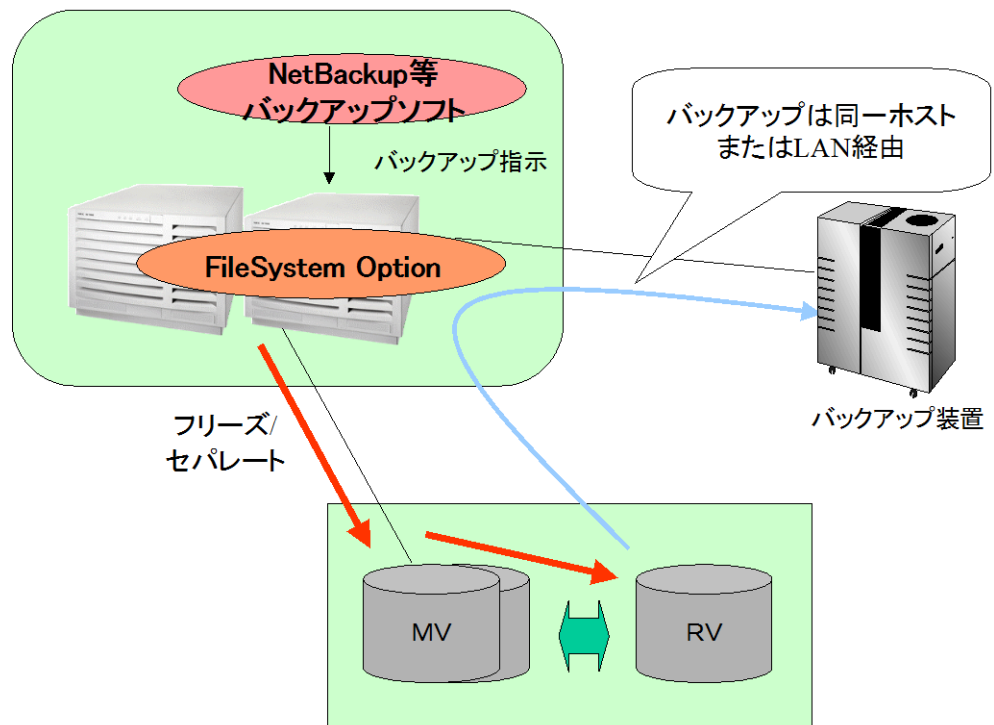 NetBackup等
バックアップソフト
バックアップ指示
バックアップは同一ホスト
またはLAN経由
FileSystem Option
バックアップ装置
フリーズ/
セパレート
MV
RV